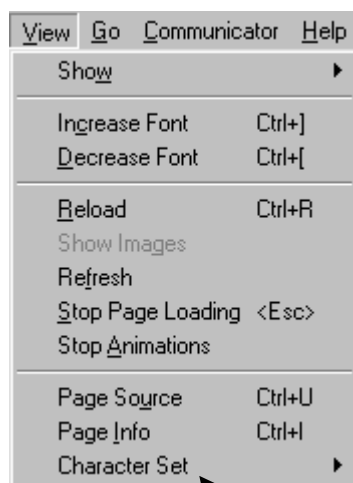 View Go Communicator Help
Show
Increase Font Ctrl+]
Decrease Font Ctrl+[
Reload Ctrl+R
Show Images
Refresh
Stop Page Loading <Esc>
Stop Animations
Page Source Ctrl+U
Page Info Ctrl+I
Character Set